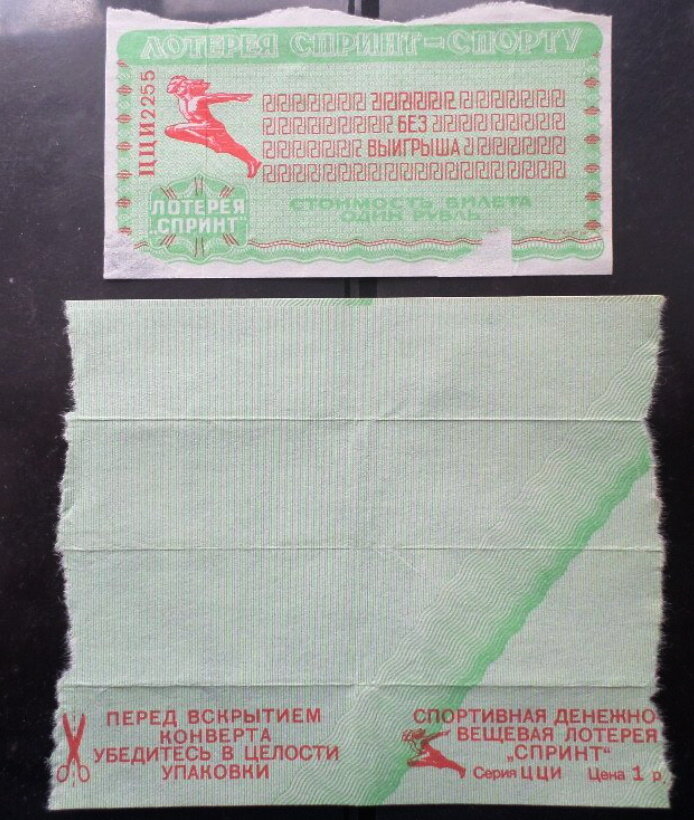 ЛОТЕРЕЯ СПРИНТ-СПОРТУ
ЦЦИ2255
БЕЗ
ВЫИГРЫША
СТОИМОСТЬ БИЛЕТА
ОДИН РУБЛЬ
ЛОТЕРЕЯ
„СПРИНТ“
ПЕРЕД ВСКРЫТИЕМ
КОНВЕРТА
УБЕДИТЕСЬ В ЦЕЛОСТИ
УПАКОВКИ
СПОРТИВНАЯ ДЕНЕЖНО-
ВЕЩЕВАЯ ЛОТЕРЕЯ
„СПРИНТ“
Серия ЦЦИ Цена 1 р.